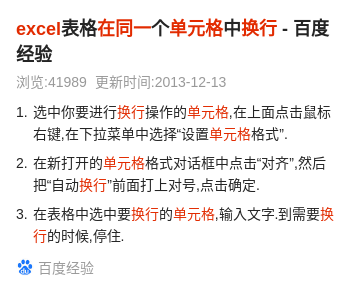 excel表格在同一个单元格中换行 - 百度
经验
浏览:41989 更新时间:2013-12-13
1. 选中你要进行换行操作的单元格,在上面点击鼠标
右键,在下拉菜单中选择“设置单元格格式”.
2. 在新打开的单元格格式对话框中点击“对齐”,然后
把“自动换行”前面打上对号,点击确定.
3. 在表格中选中要换行的单元格,输入文字.到需要换
行的时候,停住.
百度经验